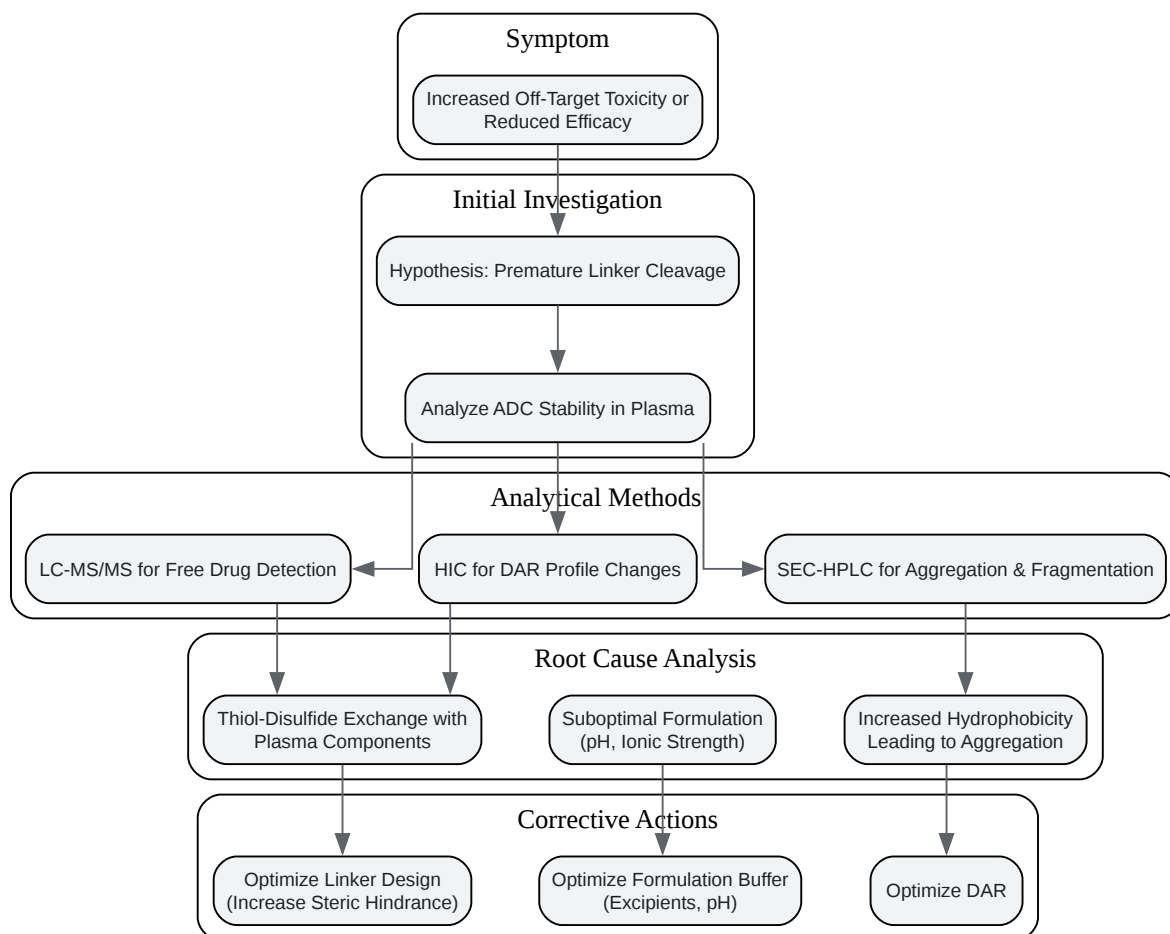 Symptom
Increased Off-Target Toxicity or
Reduced Efficacy
Initial Investigation
Hypothesis: Premature Linker Cleavage
Analyze ADC Stability in Plasma
Analytical Methods
LC-MS/MS for Free Drug Detection
HIC for DAR Profile Changes
SEC-HPLC for Aggregation & Fragmentation
Root Cause Analysis
Thiol-Disulfide Exchange with
Plasma Components
Suboptimal Formulation
(pH, Ionic Strength)
Increased Hydrophobicity
Leading to Aggregation
Corrective Actions
Optimize Linker Design
(Increase Steric Hindrance)
Optimize Formulation Buffer
(Excipients, pH)
Optimize DAR